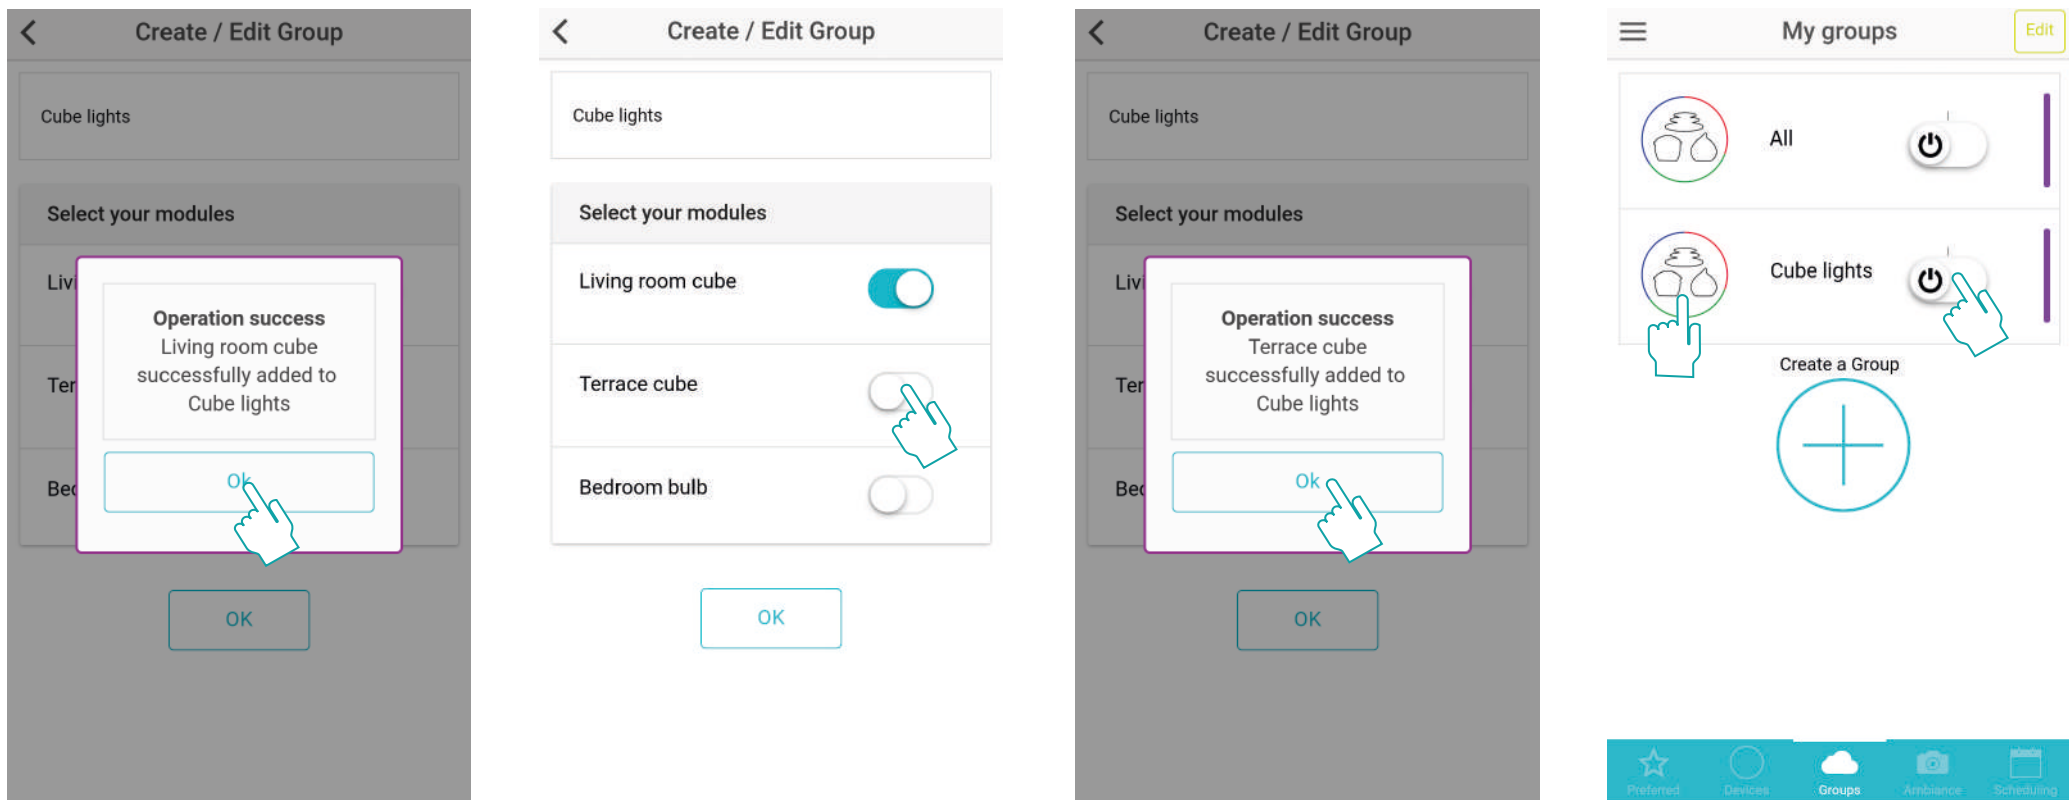 Create / Edit Group
Cube lights
Select your modules
Livi
Ter
Bed
Operation success
Living room cube
successfully added to
Cube lights
Ok
OK
Create / Edit Group
Cube lights
Select your modules
Living room cube
Terrace cube
Bedroom bulb
OK
Create / Edit Group
Cube lights
Select your modules
Livi
Ter
Bed
Operation success
Terrace cube
successfully added to
Cube lights
Ok
OK
My groups
Edit
All
Cube lights
Create a Group
Preferred
Devices
Groups
Ambiance
Scheduling